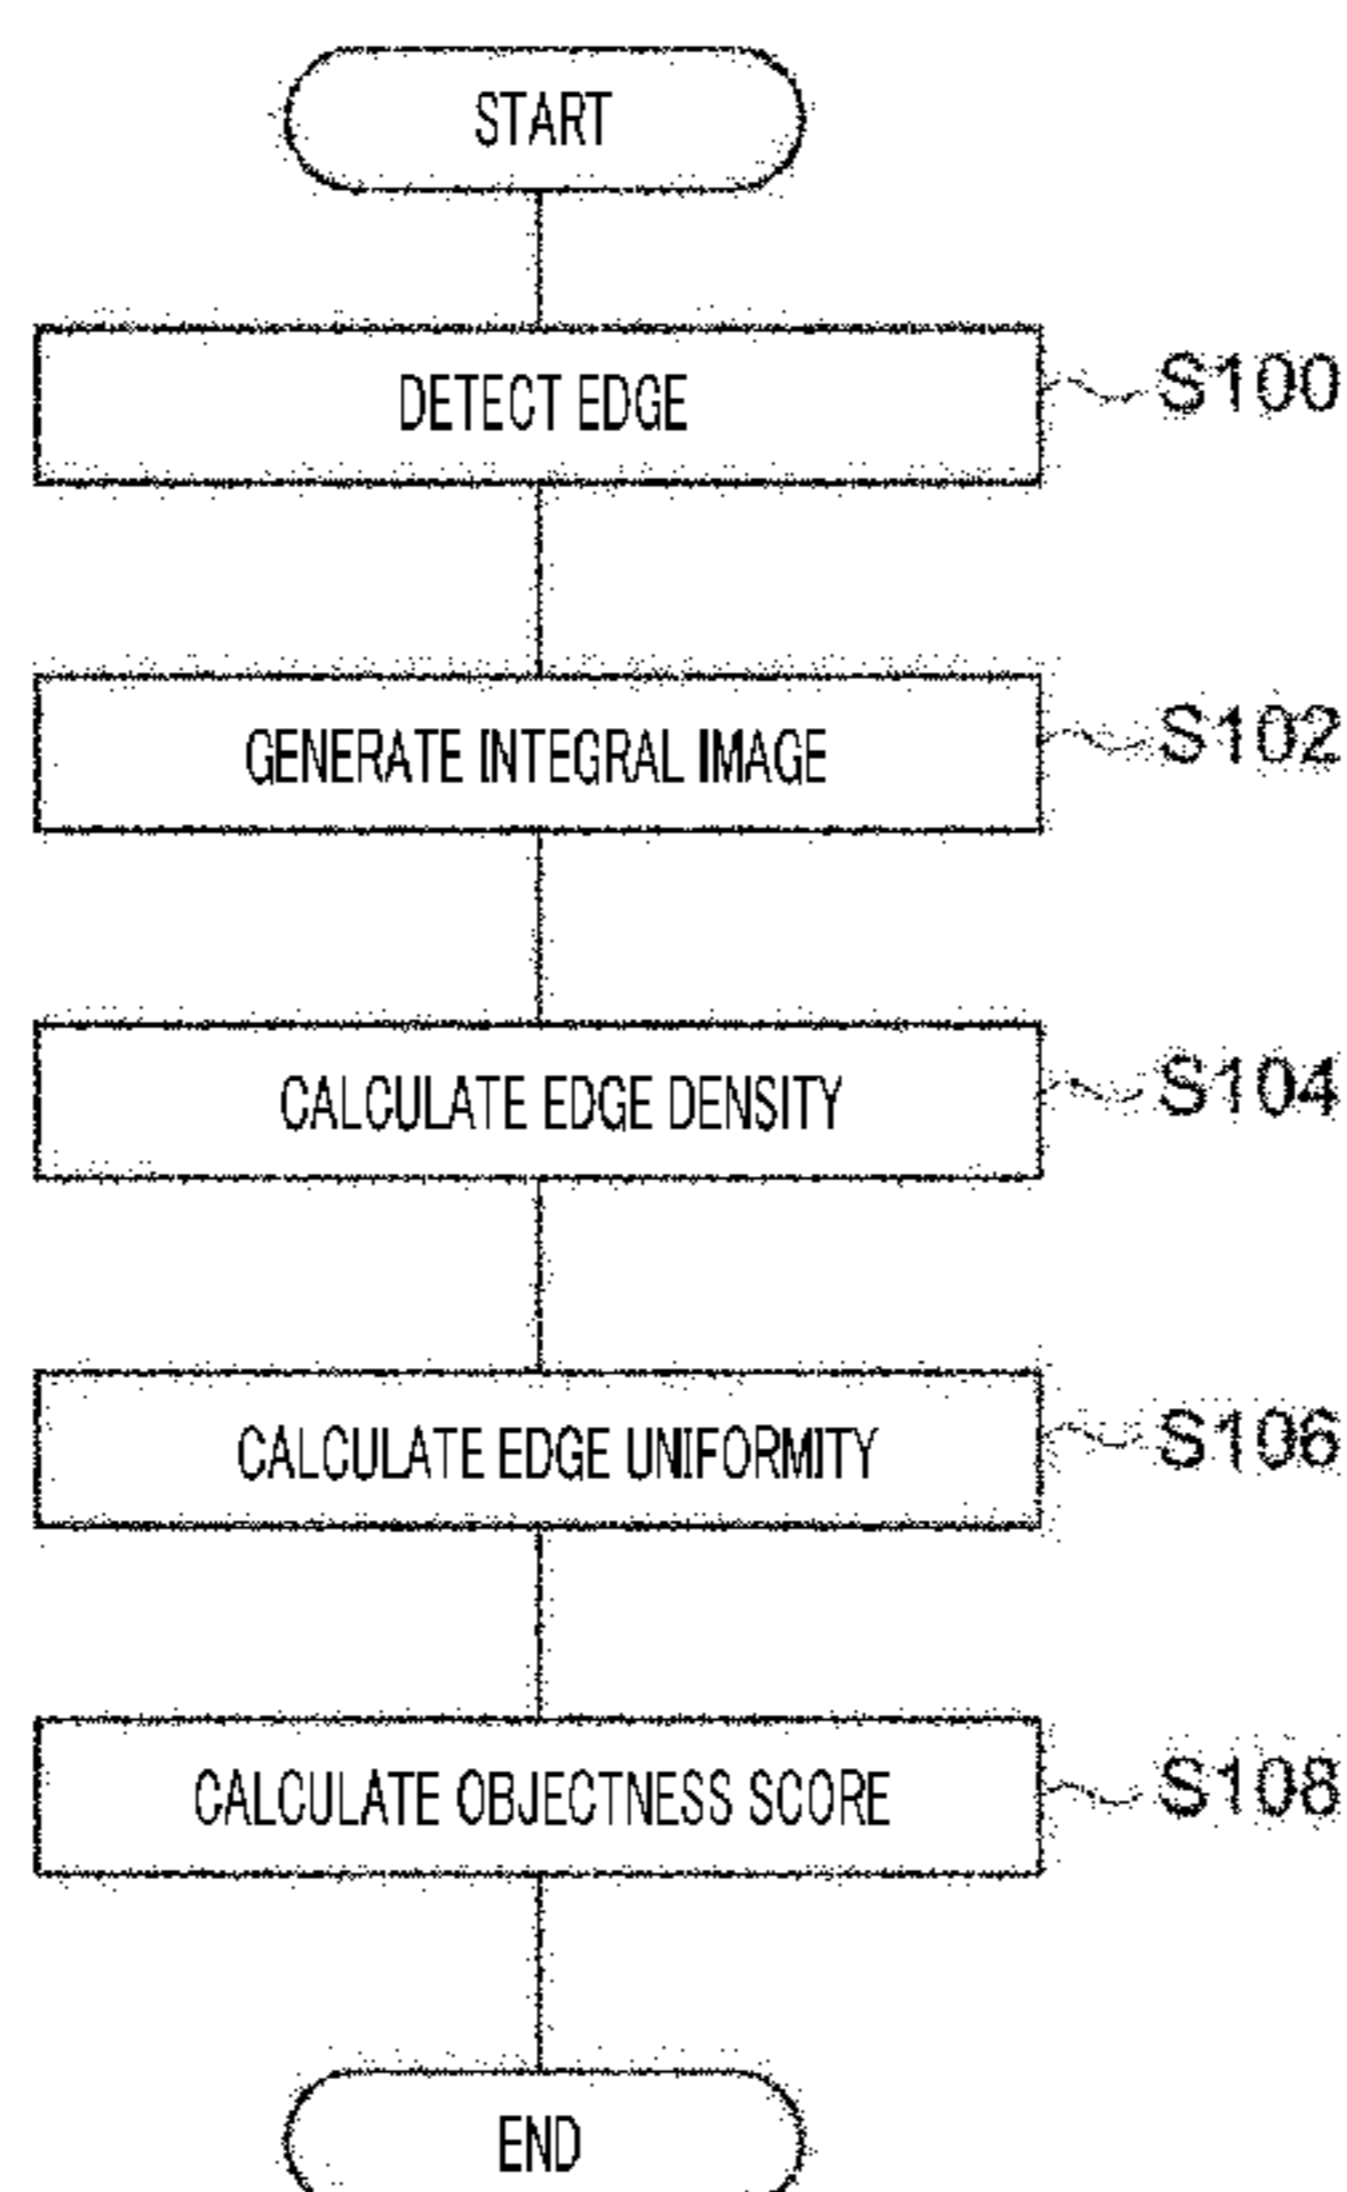 START
DETECT EDGE S100
GENERATE INTEGRAL IMAGE S102
CALCULATE EDGE DENSITY S104
CALCULATE EDGE UNIFORMITY S106
CALCULATE OBJECTNESS SCORE S108
END